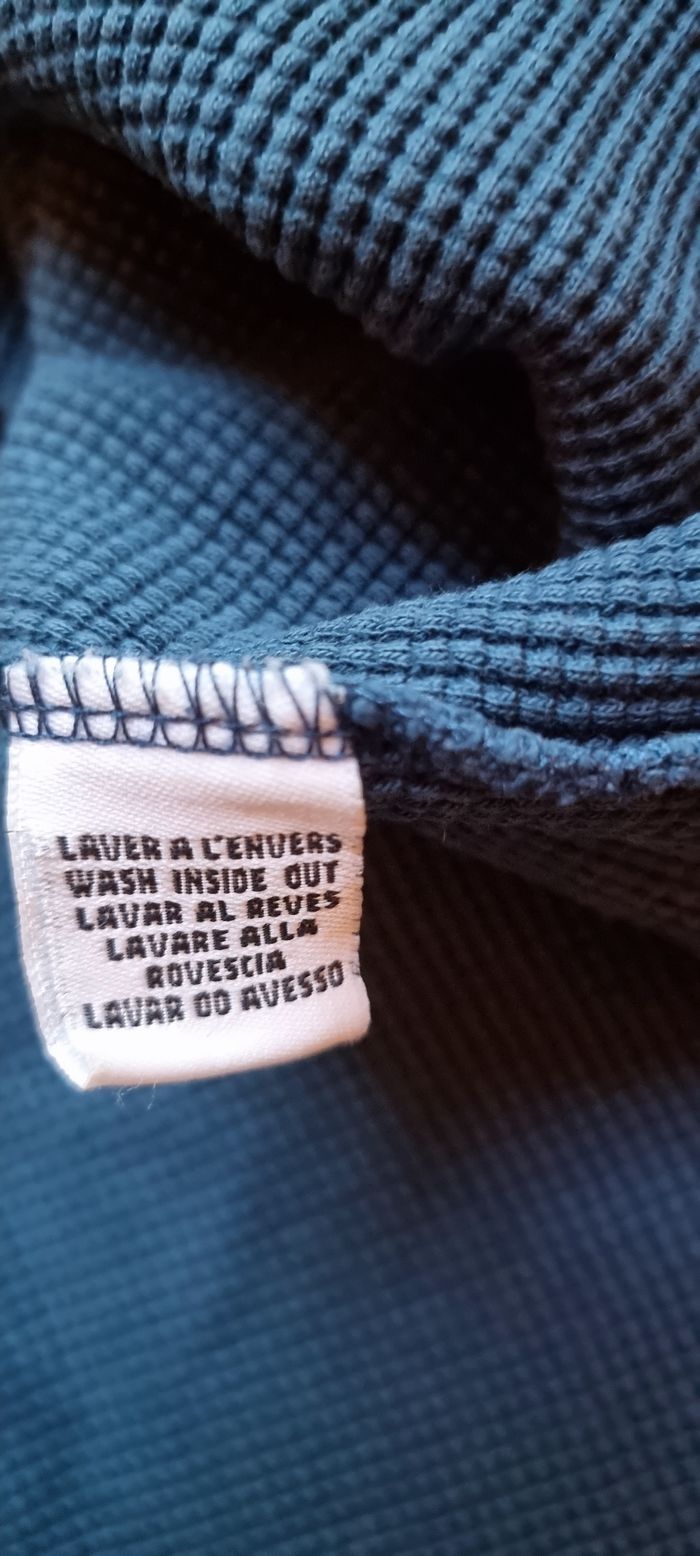 LAVER A L'ENVERS
WASH INSIDE OUT
LAVAR AL REVES
LAVARE ALLA
ROVESCIA
LAVAR DO AVESSO